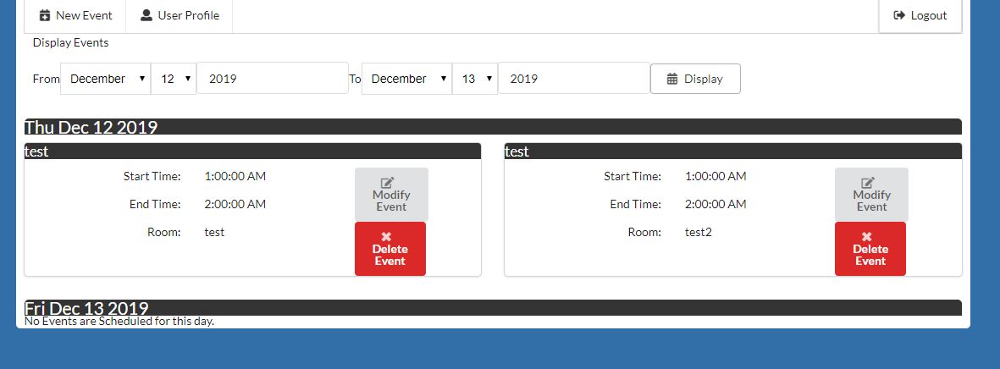 New Event User Profile Logout
Display Events
From December 12 2019 To December 13 2019 Display
Thu Dec 12 2019
test
Start Time: 1:00:00 AM
End Time: 2:00:00 AM
Room: test
Modify
Event
Delete
Event
test
Start Time: 1:00:00 AM
End Time: 2:00:00 AM
Room: test2
Modify
Event
Delete
Event
Fri Dec 13 2019
No Events are Scheduled for this day.